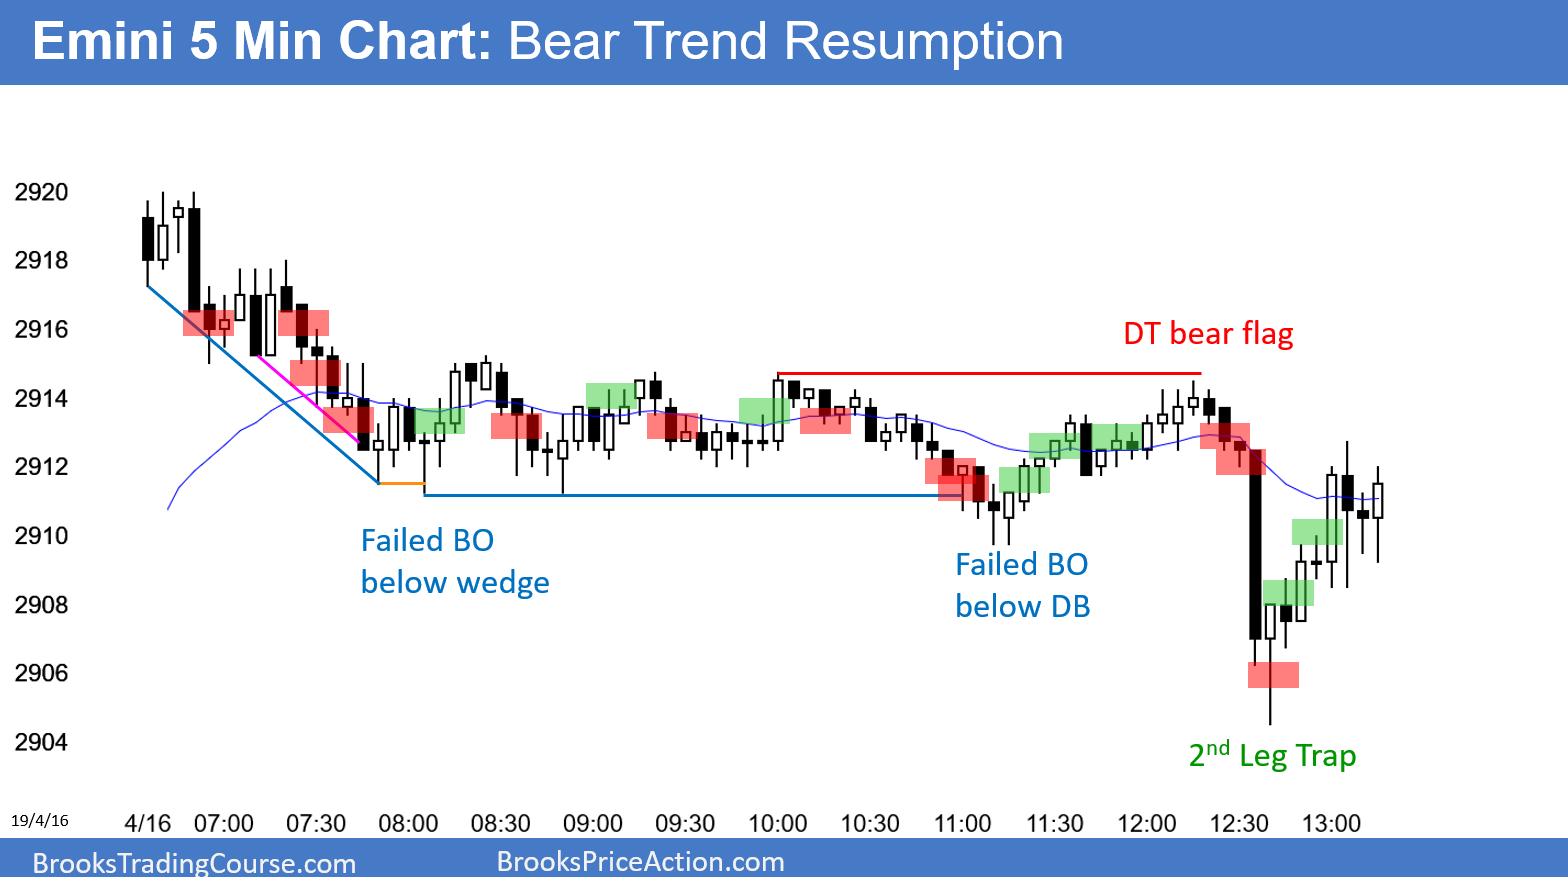 Emini 5 Min Chart: Bear Trend Resumption
2920
2918
2916
2914
2912
2910
2908
2906
2904
DT bear flag
Failed BO
below wedge
Failed BO
below DB
2nd Leg Trap
19/4/16
4/16 07:00 07:30 08:00 08:30 09:00 09:30 10:00 10:30 11:00 11:30 12:00 12:30 13:00
BrooksTradingCourse.com BrooksPriceAction.com